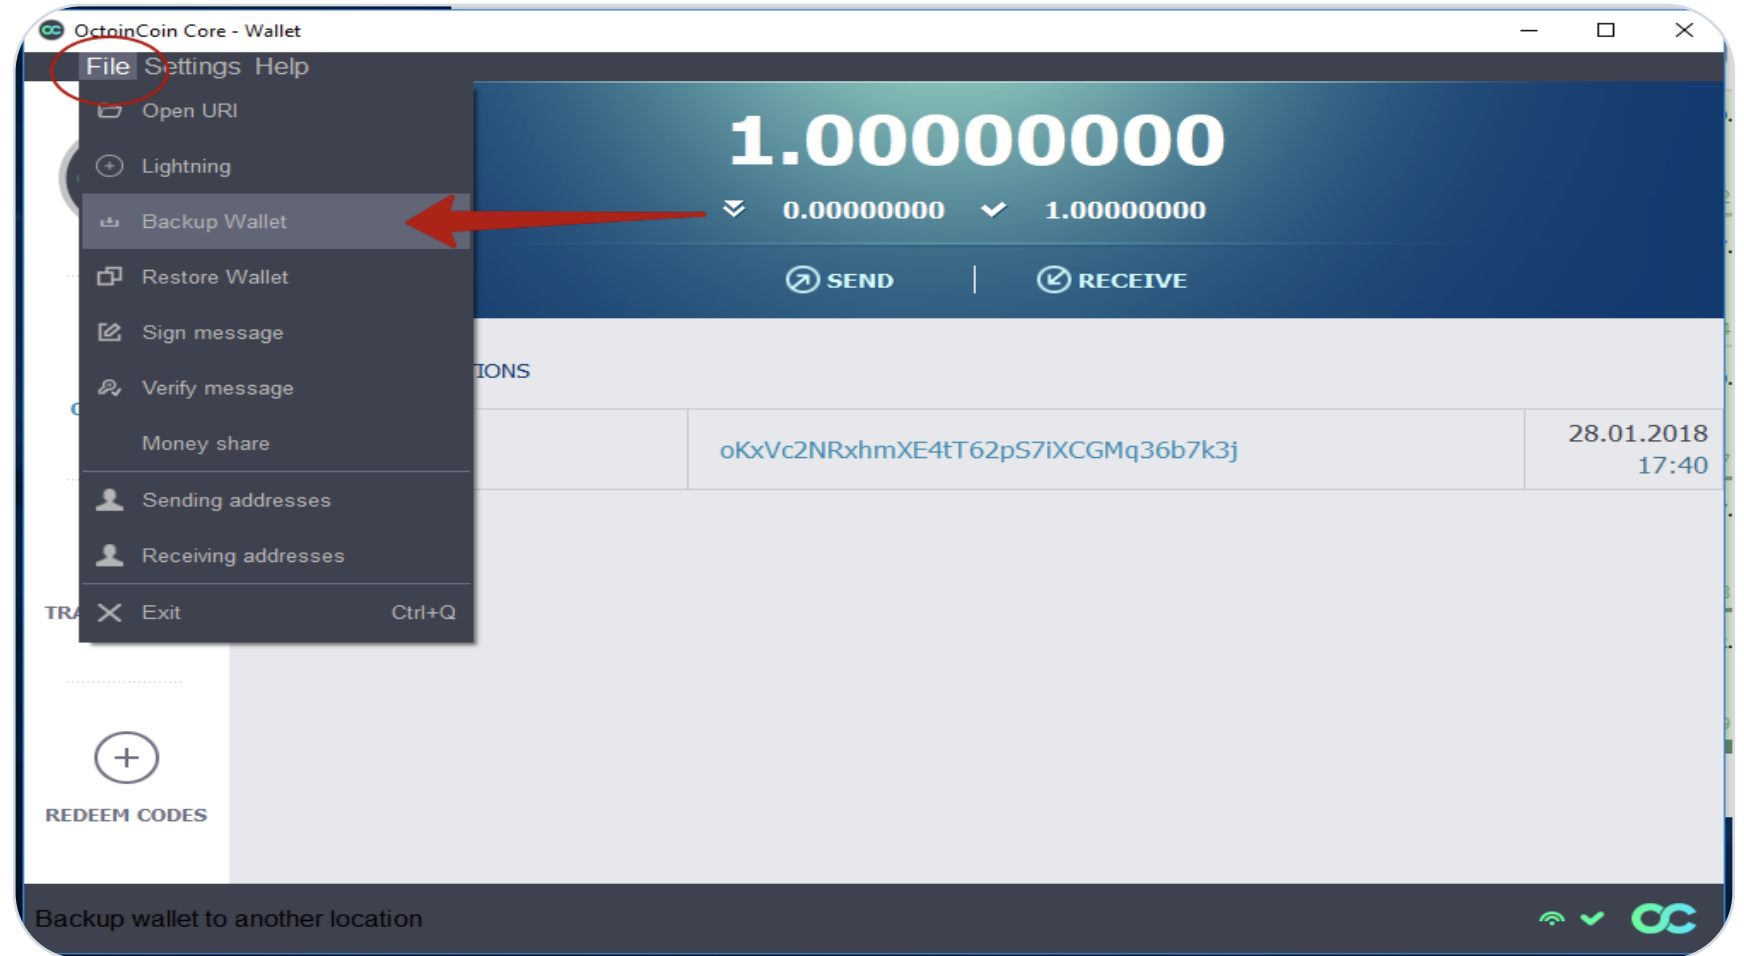 OctoinCoin Core - Wallet
File Settings Help
Open URI
Lightning
Backup Wallet
Restore Wallet
Sign message
Verify message
Money share
Sending addresses
Receiving addresses
Exit Ctrl+Q
1.00000000
0.00000000 1.00000000
SEND RECEIVE
IONS
oKxVc2NRxhmXE4tT62pS7iXCGMq36b7k3j
28.01.2018
17:40
TRA
REDEEM CODES
Backup wallet to another location